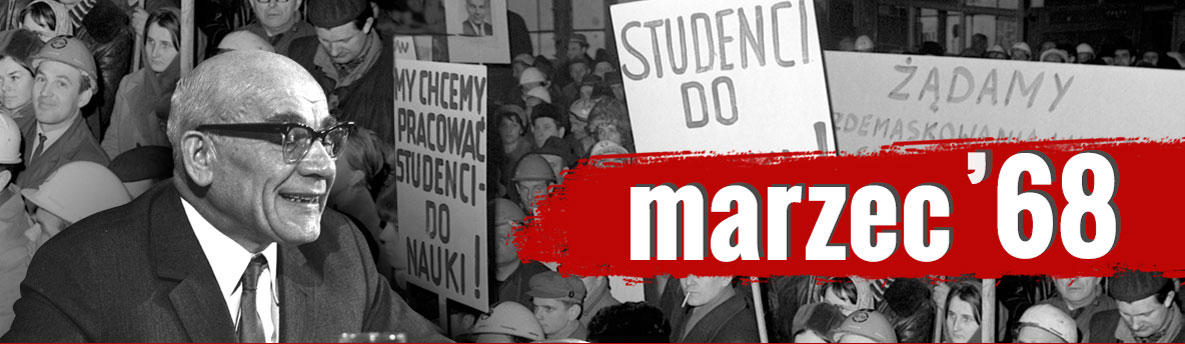 MY CHCEMY
PRACOWAĆ
STUDENCI-
DO
NAUKI!
STUDENCI
DO
!
ŻĄDAMY
marzec '68